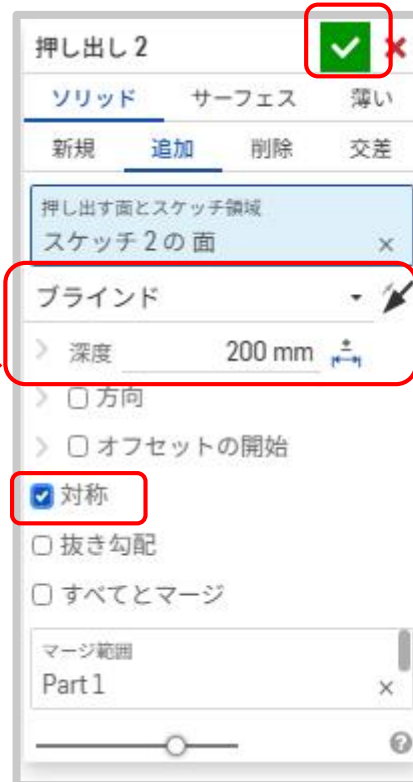 押し出し 2
ソリッド サーフェス 薄い
新規 追加 削除 交差
押し出す面とスケッチ領域
スケッチ 2 の 面
ブラインド
深度 200 mm
方向
オフセットの開始
対称
抜き勾配
すべてとマージ
マージ範囲
Part 1